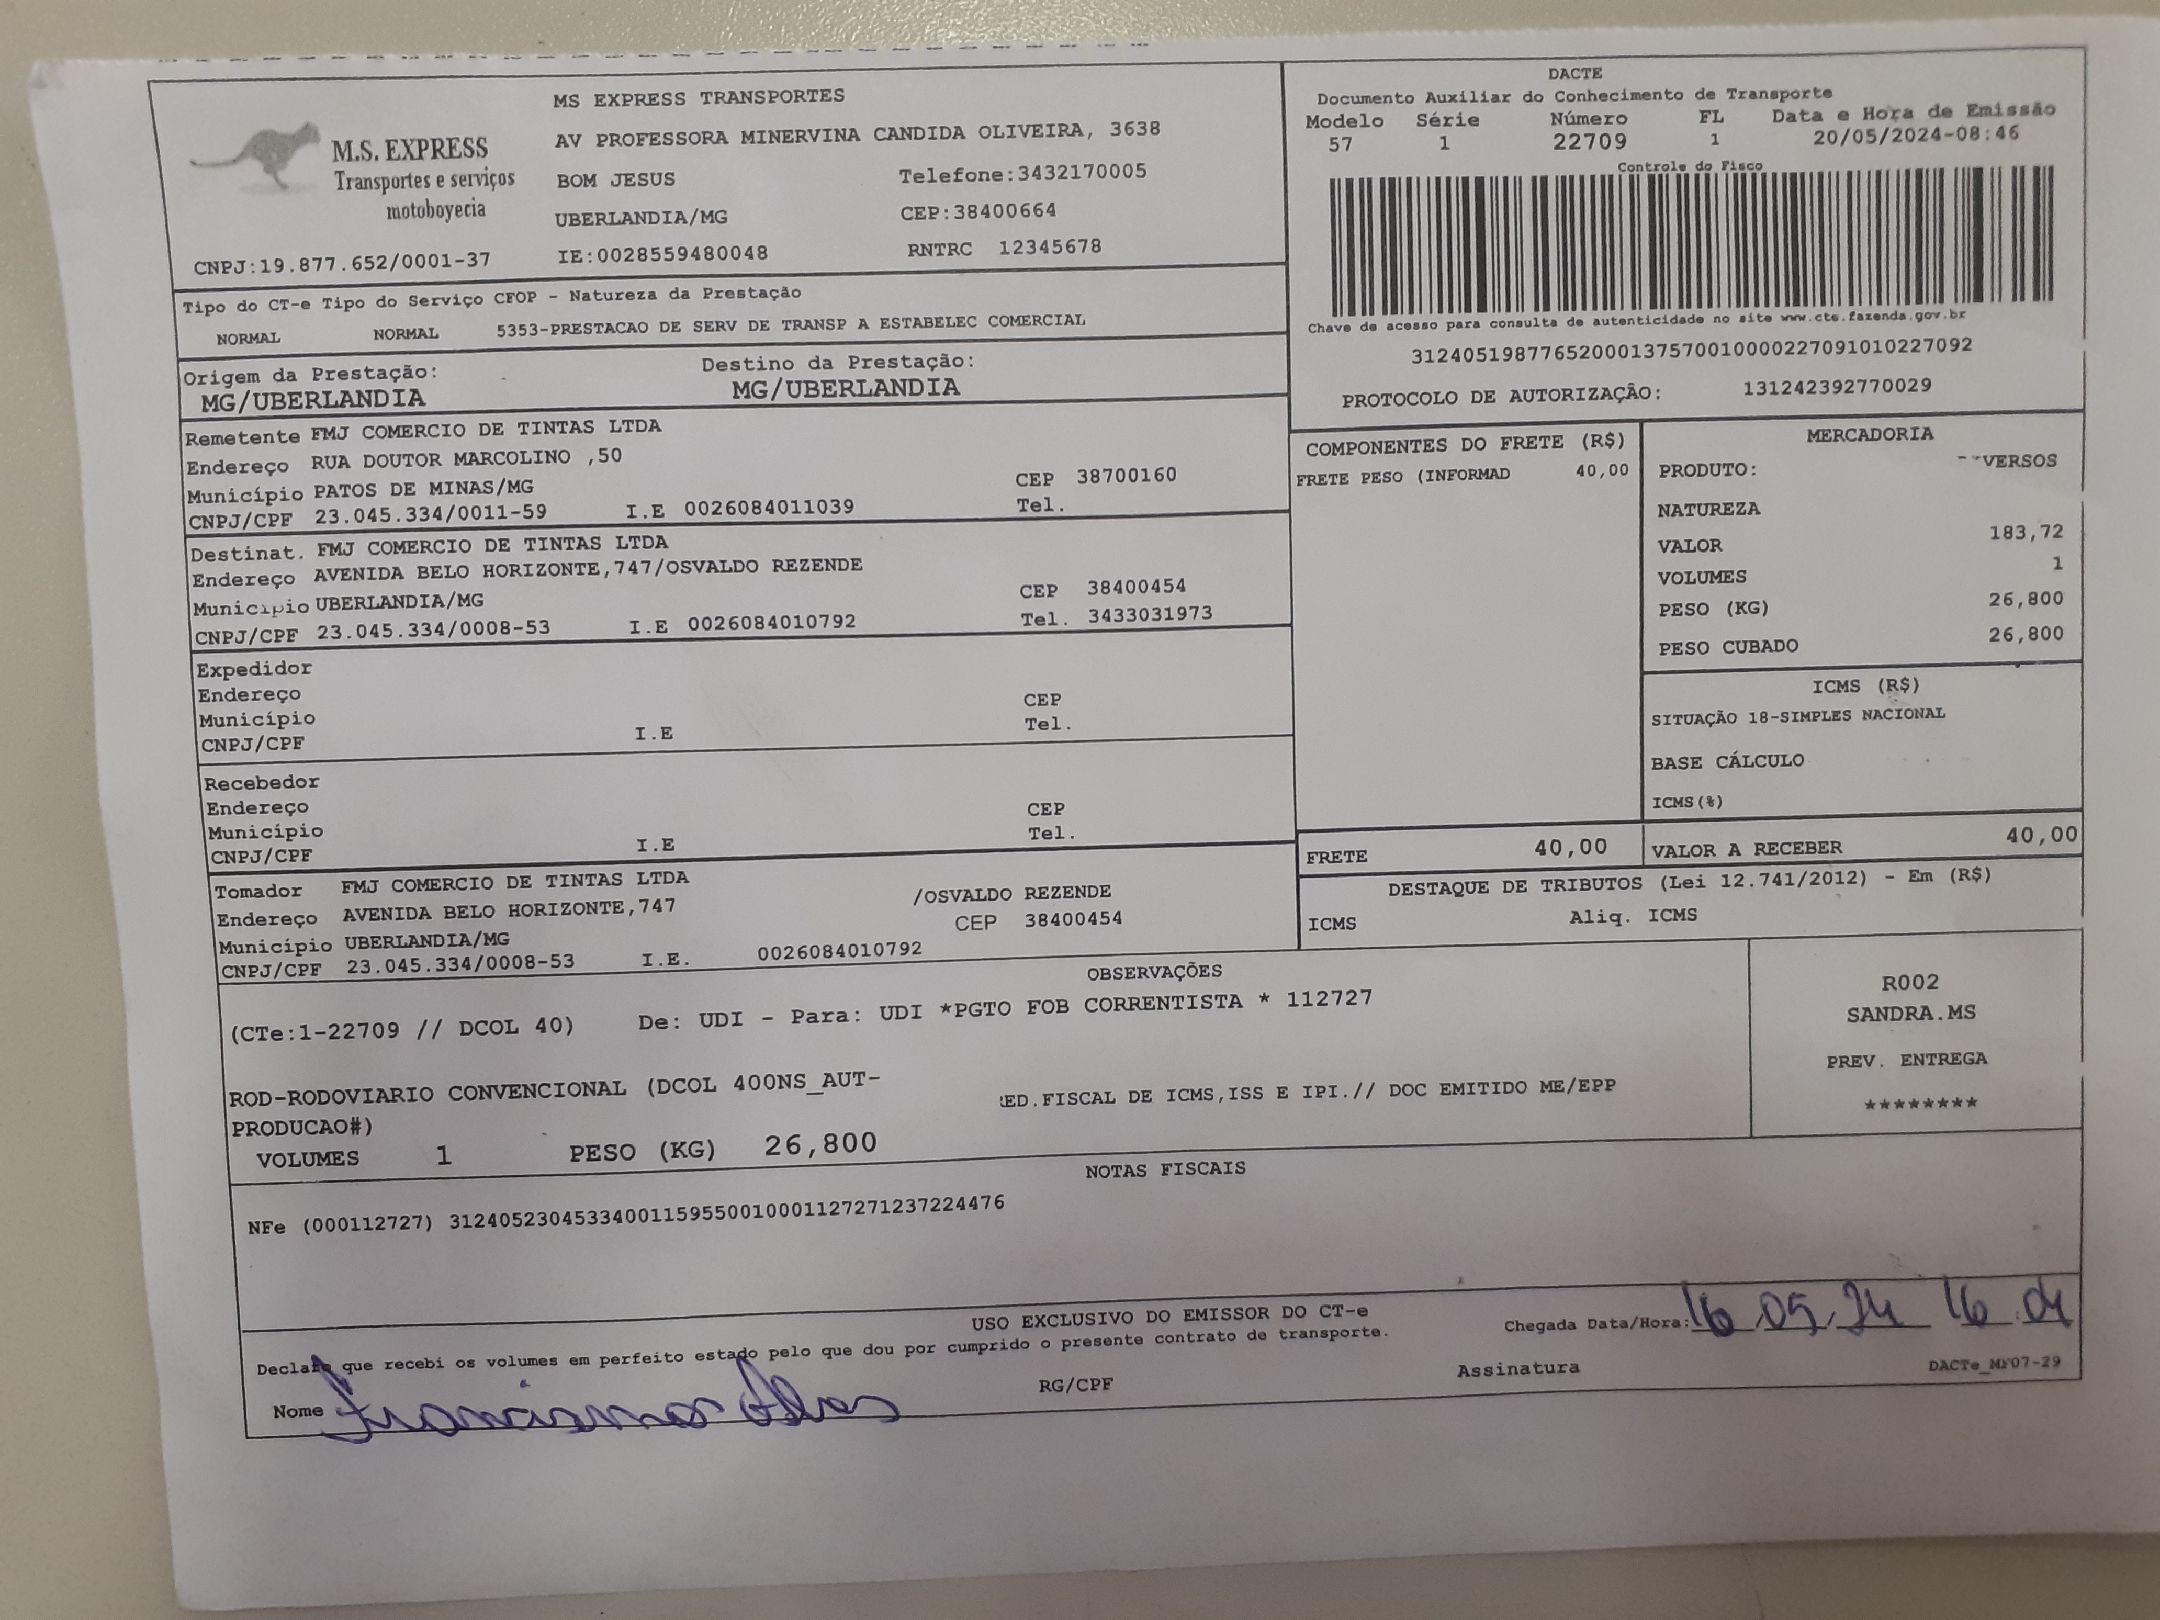 M.S. EXPRESS
Transportes e serviços
motoboyecia
CNPJ:19.877.652/0001-37
MS EXPRESS TRANSPORTES
AV PROFESSORA MINERVINA CANDIDA OLIVEIRA, 3638
BOM JESUS Telefone:3432170005
UBERLANDIA/MG CEP:38400664
IE:0028559480048 RNTRC 12345678
DACTE
Documento Auxiliar do Conhecimento de Transporte
Modelo Série Número FL Data e Hora de Emissão
57 1 22709 1 20/05/2024-08:46
Controle do Fisco
Chave de acesso para consulta de autenticidade no site www.cte.fazenda.gov.br
31240519877652000137570010000227091010227092
PROTOCOLO DE AUTORIZAÇÃO: 131242392770029
Tipo do CT-e Tipo do Serviço CFOP - Natureza da Prestação
NORMAL NORMAL 5353-PRESTACAO DE SERV DE TRANSP A ESTABELEC COMERCIAL
Origem da Prestação: Destino da Prestação:
MG/UBERLANDIA MG/UBERLANDIA
Remetente FMJ COMERCIO DE TINTAS LTDA
Endereço RUA DOUTOR MARCOLINO ,50
Município PATOS DE MINAS/MG CEP 38700160
CNPJ/CPF 23.045.334/0011-59 I.E 0026084011039 Tel.
Destinat. FMJ COMERCIO DE TINTAS LTDA
Endereço AVENIDA BELO HORIZONTE,747/OSVALDO REZENDE
Município UBERLANDIA/MG CEP 38400454
CNPJ/CPF 23.045.334/0008-53 I.E 0026084010792 Tel. 3433031973
Expedidor
Endereço
Município CEP
CNPJ/CPF I.E Tel.
Recebedor
Endereço
Município CEP
CNPJ/CPF I.E Tel.
Tomador FMJ COMERCIO DE TINTAS LTDA
Endereço AVENIDA BELO HORIZONTE,747 /OSVALDO REZENDE
Município UBERLANDIA/MG CEP 38400454
CNPJ/CPF 23.045.334/0008-53 I.E. 0026084010792
COMPONENTES DO FRETE (R$)
FRETE PESO (INFORMAD 40,00
MERCADORIA
PRODUTO: VERSOS
NATUREZA
VALOR 183,72
VOLUMES 1
PESO (KG) 26,800
PESO CUBADO 26,800
ICMS (R$)
SITUAÇÃO 18-SIMPLES NACIONAL
BASE CÁLCULO
ICMS(%)
FRETE 40,00 VALOR A RECEBER 40,00
DESTAQUE DE TRIBUTOS (Lei 12.741/2012) - Em (R$)
ICMS Aliq. ICMS
OBSERVAÇÕES
(CTe:1-22709 // DCOL 40) De: UDI - Para: UDI *PGTO FOB CORRENTISTA * 112727
ROD-RODOVIARIO CONVENCIONAL (DCOL 400NS_AUT-
PRODUCAO#)
ED.FISCAL DE ICMS,ISS E IPI.// DOC EMITIDO ME/EPP
VOLUMES 1 PESO (KG) 26,800
R002
SANDRA.MS
PREV. ENTREGA
********
NOTAS FISCAIS
NFe (000112727) 31240523045334001159550010001127271237224476
USO EXCLUSIVO DO EMISSOR DO CT-e
Declaro que recebi os volumes em perfeito estado pelo que dou por cumprido o presente contrato de transporte.
Chegada Data/Hora: 16 05 24 16 04
Nome RG/CPF Assinatura DACTe_MF07-29